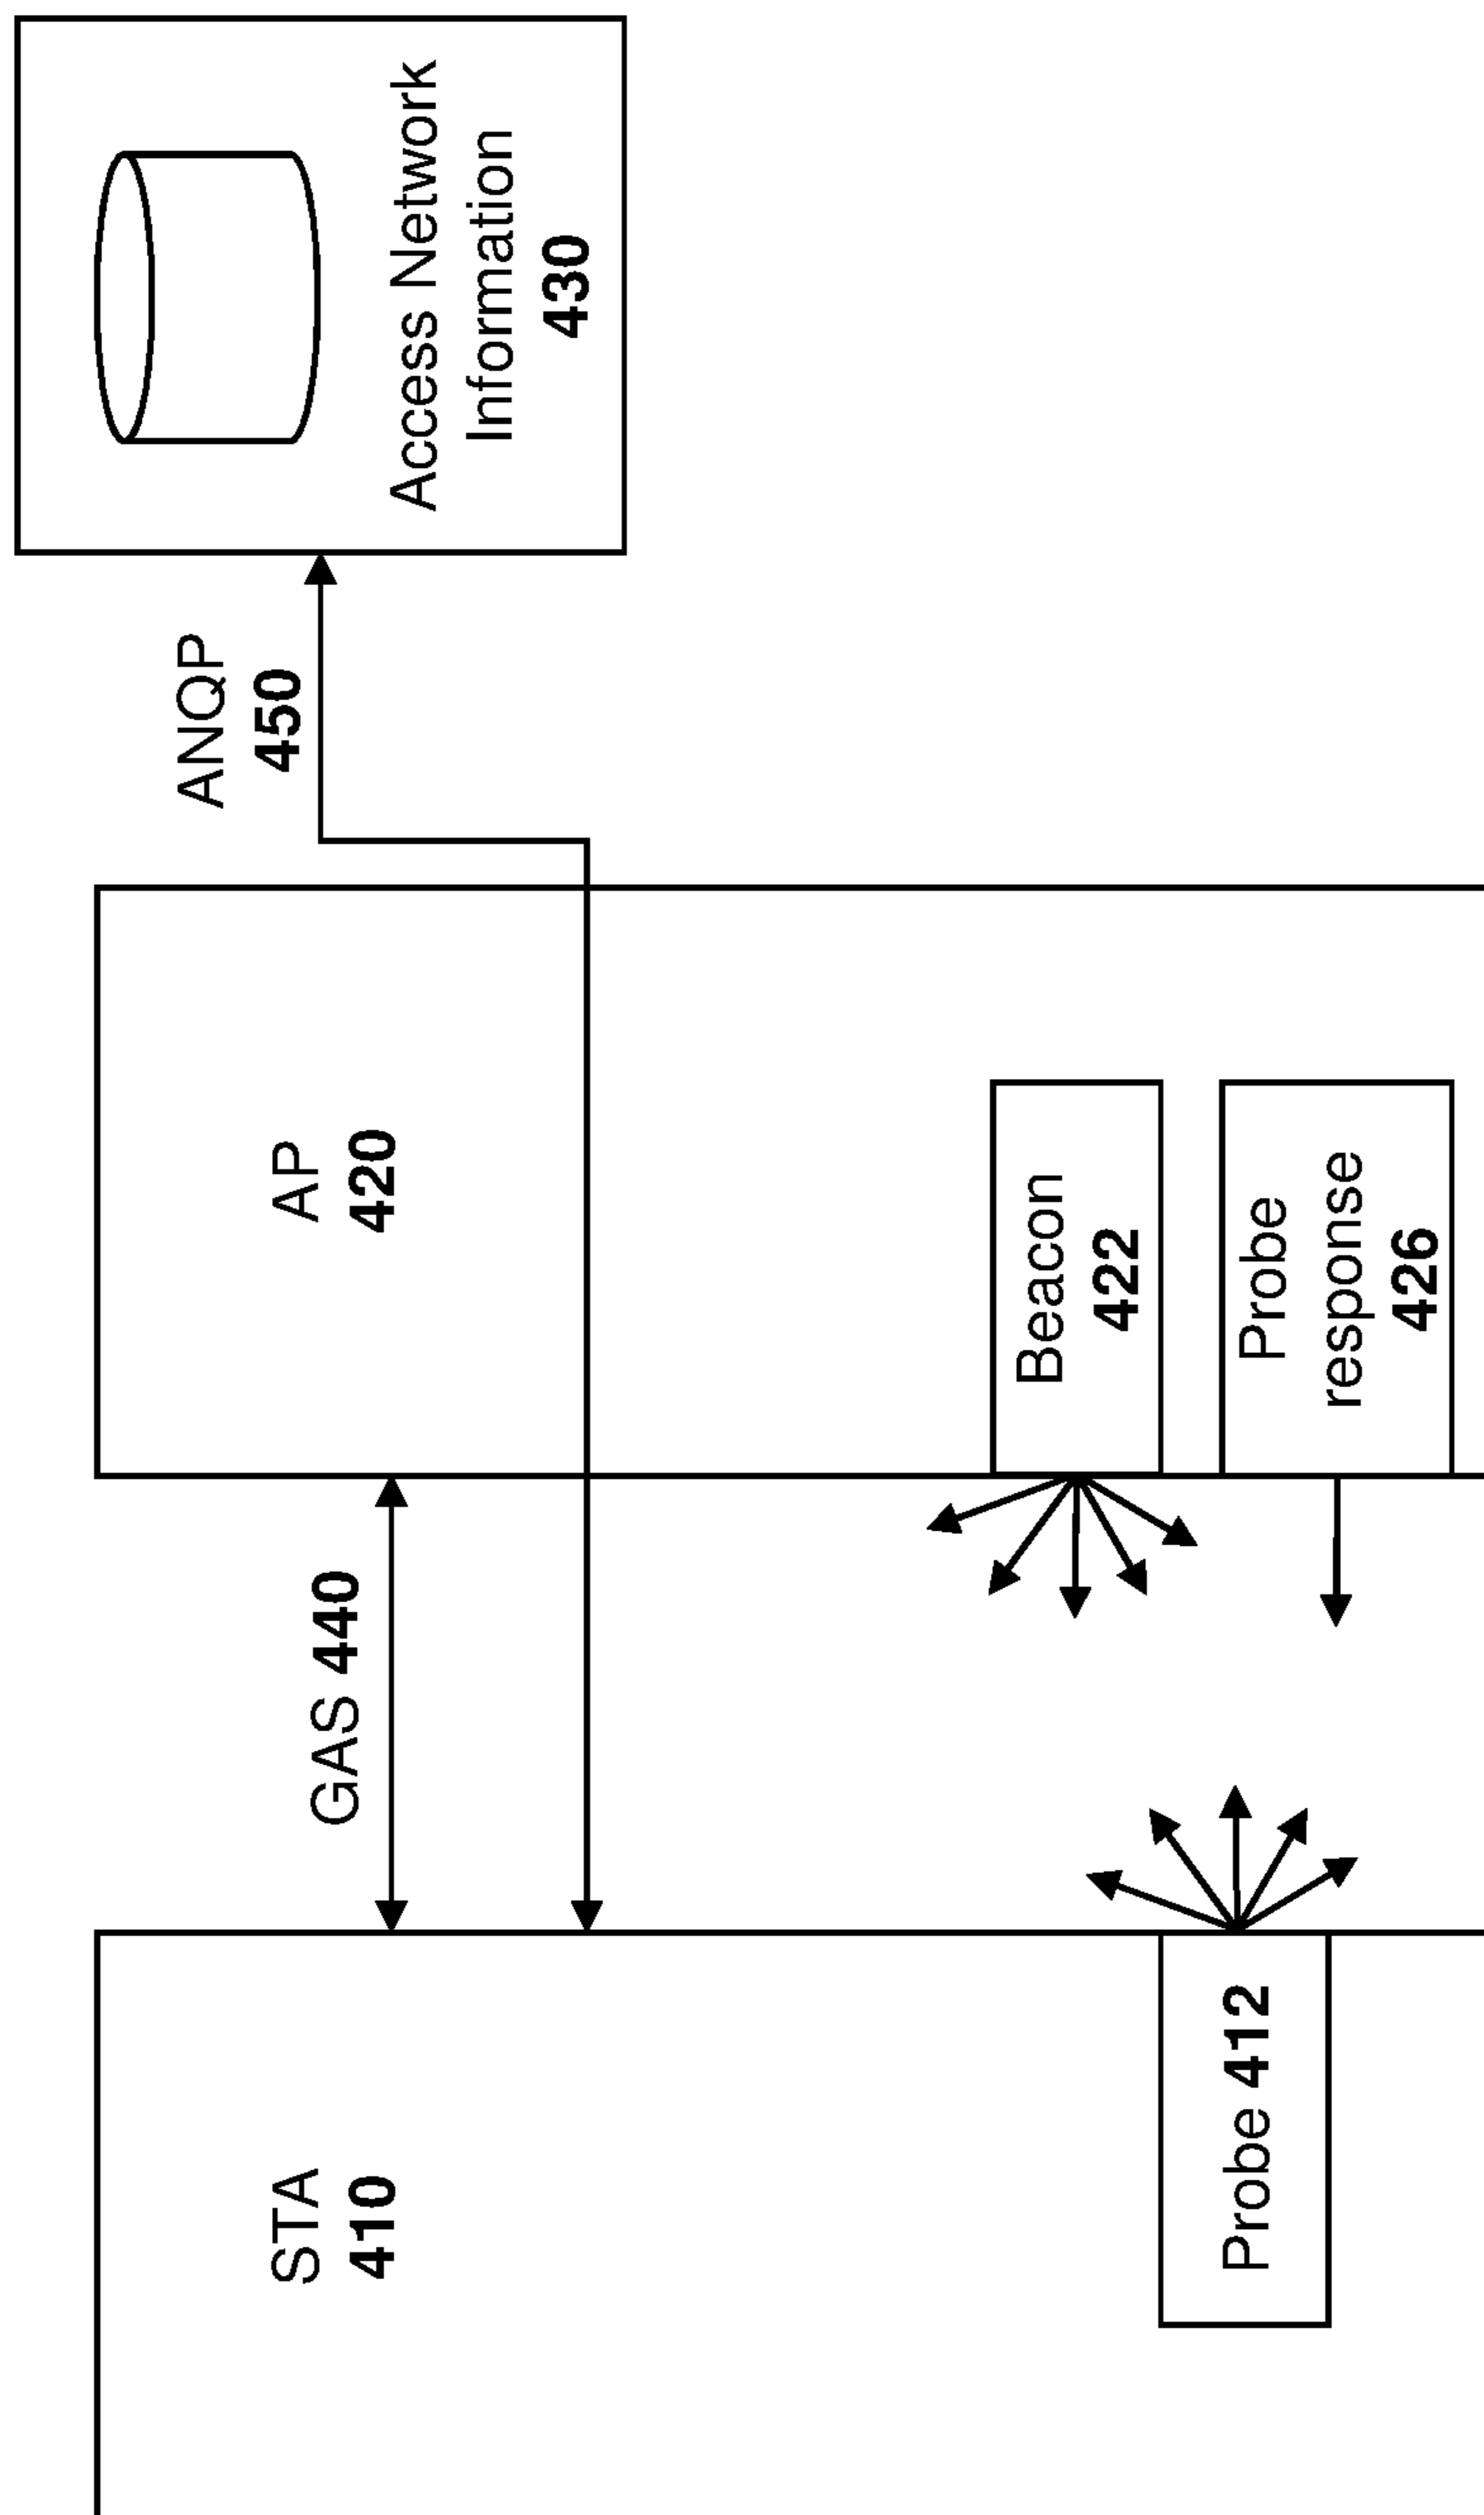 STA
410
GAS 440
AP
420
ANQP
450
Access Network
Information
430
Beacon
422
Probe 412
Probe
response
426